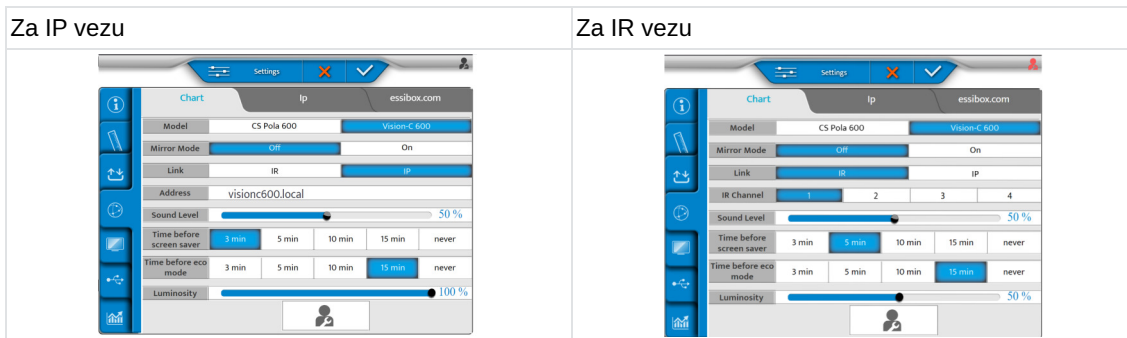 Za IP vezu
Settings
Chart Ip essibox.com
Model CS Pola 600 Vision-C 600
Mirror Mode Off On
Link IR IP
Address visionc600.local
Sound Level 50 %
Time before screen saver 3 min 5 min 10 min 15 min never
Time before eco mode 3 min 5 min 10 min 15 min never
Luminosity 100 %
Za IR vezu
Settings
Chart Ip essibox.com
Model CS Pola 600 Vision-C 600
Mirror Mode Off On
Link IR IP
IR Channel 1 2 3 4
Sound Level 50 %
Time before screen saver 3 min 5 min 10 min 15 min never
Time before eco mode 3 min 5 min 10 min 15 min never
Luminosity 50 %